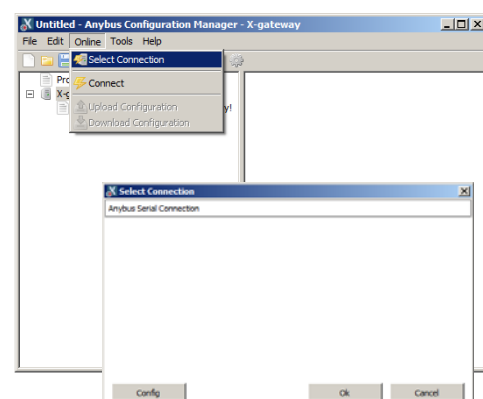 Untitled - Anybus Configuration Manager - X-gateway
File Edit Online Tools Help
Select Connection
Connect
Upload Configuration
Download Configuration
Select Connection
Anybus Serial Connection
Config Ok Cancel